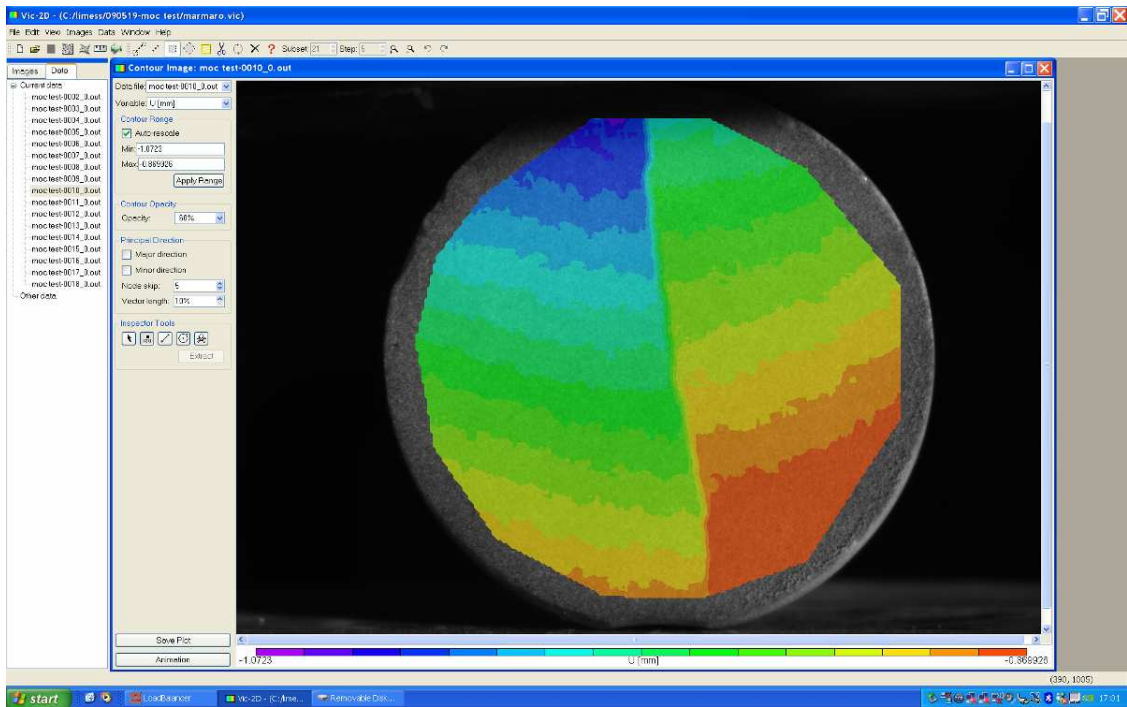 Vic-2D - (C:/limess/090519-moc test/marmaro.vic)
File Edit View Images Data Window Help
Subset: 21 Step: 5
Images Data
Current data
moc test-0002_0.out
moc test-0003_0.out
moc test-0004_0.out
moc test-0005_0.out
moc test-0006_0.out
moc test-0007_0.out
moc test-0008_0.out
moc test-0009_0.out
moc test-0010_0.out
moc test-0011_0.out
moc test-0012_0.out
moc test-0013_0.out
moc test-0014_0.out
moc test-0015_0.out
moc test-0016_0.out
moc test-0017_0.out
moc test-0018_0.out
Other data
Contour Image: moc test-0010_0.out
Data file: moc test-0010_0.out
Variable: U [mm]
Contour Range
Auto-rescale
Min: -1.0723
Max: -0.869926
Apply Range
Contour Opacity
Opacity: 60%
Principal Direction
Major direction
Minor direction
Node skip: 5
Vector length: 10%
Inspector Tools
Extract
Save Plot
Animation
-1.0723 U [mm] -0.869926
(390, 1005)
start LoadBalancer Vic-2D - (C:/lime... Removable Disk... 17:01